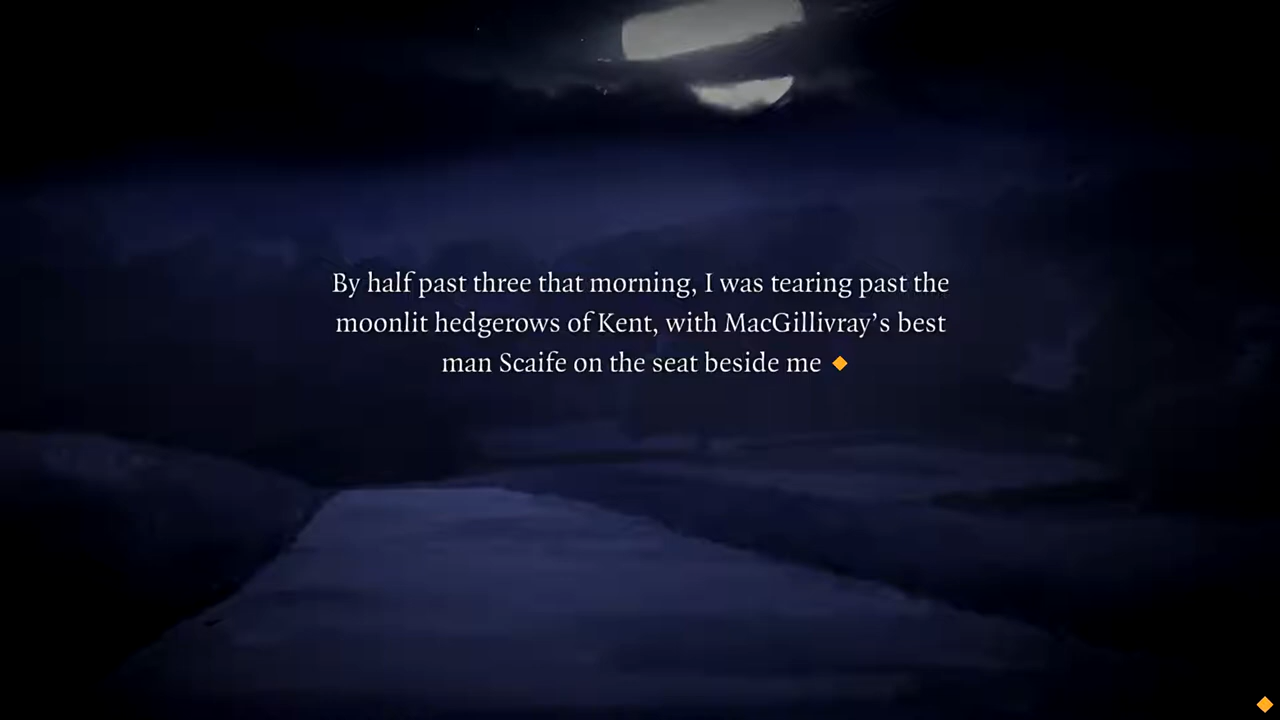 By half past three that morning, I was tearing past the
moonlit hedgerows of Kent, with MacGillivray’s best
man Scaife on the seat beside me